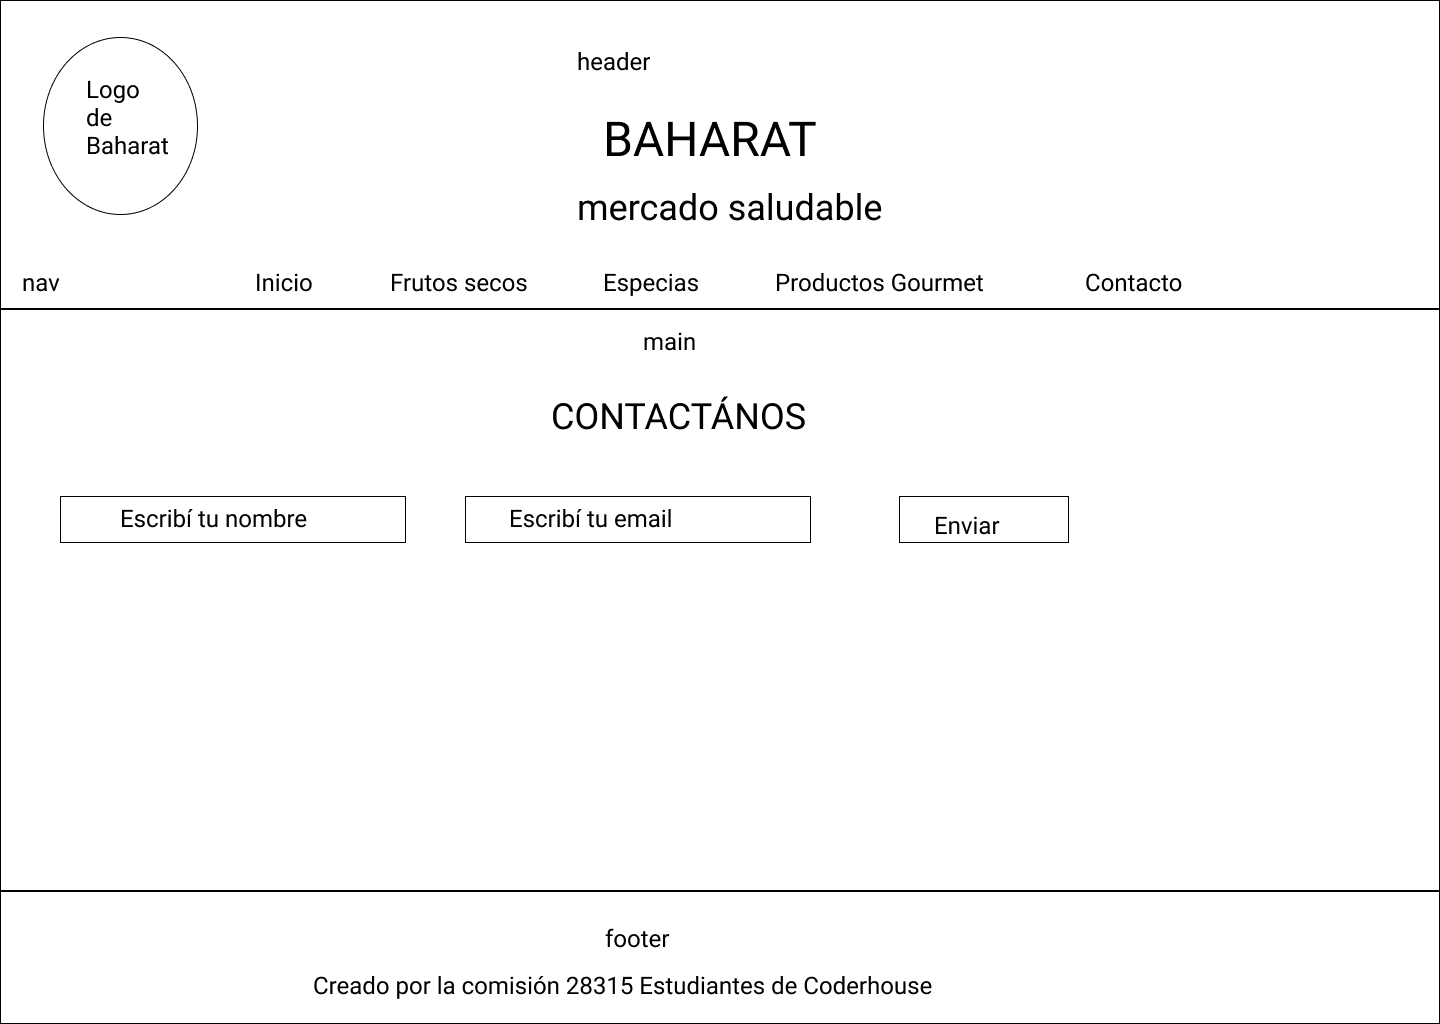 header
Logo
de
Baharat
BAHARAT
mercado saludable
nav Inicio Frutos secos Especias Productos Gourmet Contacto
main
CONTACTÁNOS
Escribí tu nombre Escribí tu email Enviar
footer
Creado por la comisión 28315 Estudiantes de Coderhouse